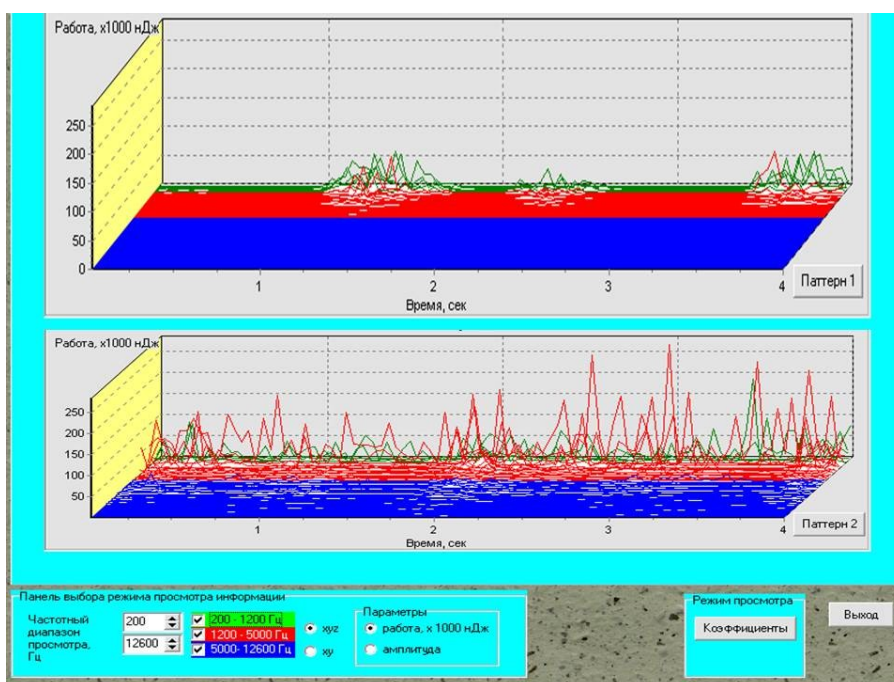 Работа, х1000 нДж
250
200
150
100
50
0
1
2
3
4
Время, сек
Паттерн 1
Работа, х1000 нДж
250
200
150
100
50
1
2
3
4
Время, сек
Паттерн 2
Панель выбора режима просмотра информации
Частотный
диапазон
просмотра,
Гц
200
12600
200 - 1200 Гц
1200 - 5000 Гц
5000- 12600 Гц
xyz
xy
Параметры
работа, х 1000 нДж
амплитуда
Режим просмотра
Коэффициенты
Выход